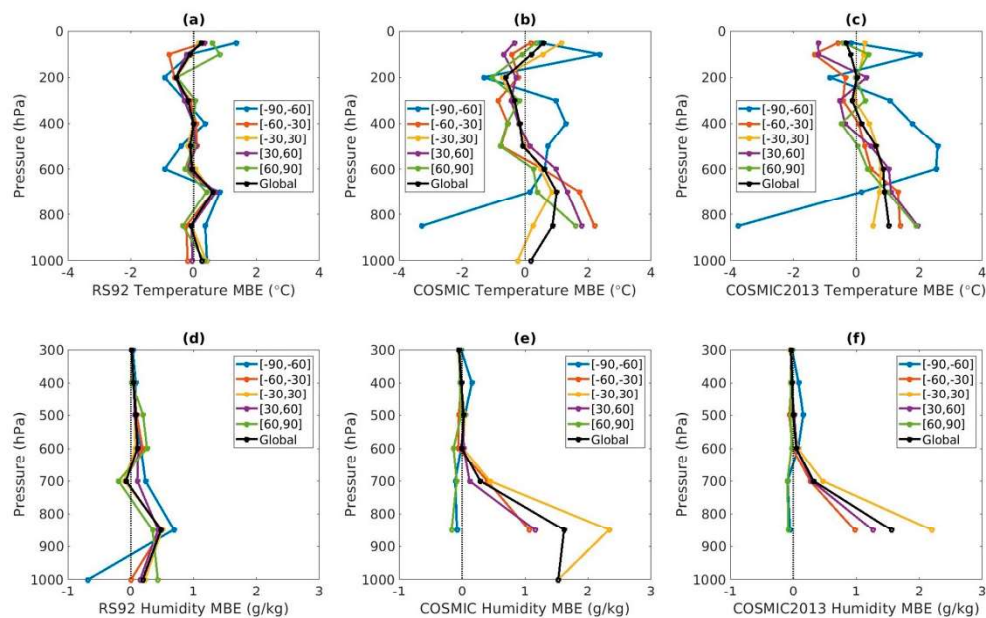 (a)
(b)
(c)
Pressure (hPa)
0
200
400
600
800
1000
[-90,-60]
[-60,-30]
[-30,30]
[30,60]
[60,90]
Global
-4 -2 0 2 4
RS92 Temperature MBE (°C)
Pressure (hPa)
0
200
400
600
800
1000
[-90,-60]
[-60,-30]
[-30,30]
[30,60]
[60,90]
Global
-4 -2 0 2 4
COSMIC Temperature MBE (°C)
Pressure (hPa)
0
200
400
600
800
1000
[-90,-60]
[-60,-30]
[-30,30]
[30,60]
[60,90]
Global
-4 -2 0 2 4
COSMIC2013 Temperature MBE (°C)
(d)
(e)
(f)
Pressure (hPa)
300
400
500
600
700
800
900
1000
[-90,-60]
[-60,-30]
[-30,30]
[30,60]
[60,90]
Global
-1 0 1 2 3
RS92 Humidity MBE (g/kg)
Pressure (hPa)
300
400
500
600
700
800
900
1000
[-90,-60]
[-60,-30]
[-30,30]
[30,60]
[60,90]
Global
-1 0 1 2 3
COSMIC Humidity MBE (g/kg)
Pressure (hPa)
300
400
500
600
700
800
900
1000
[-90,-60]
[-60,-30]
[-30,30]
[30,60]
[60,90]
Global
-1 0 1 2 3
COSMIC2013 Humidity MBE (g/kg)